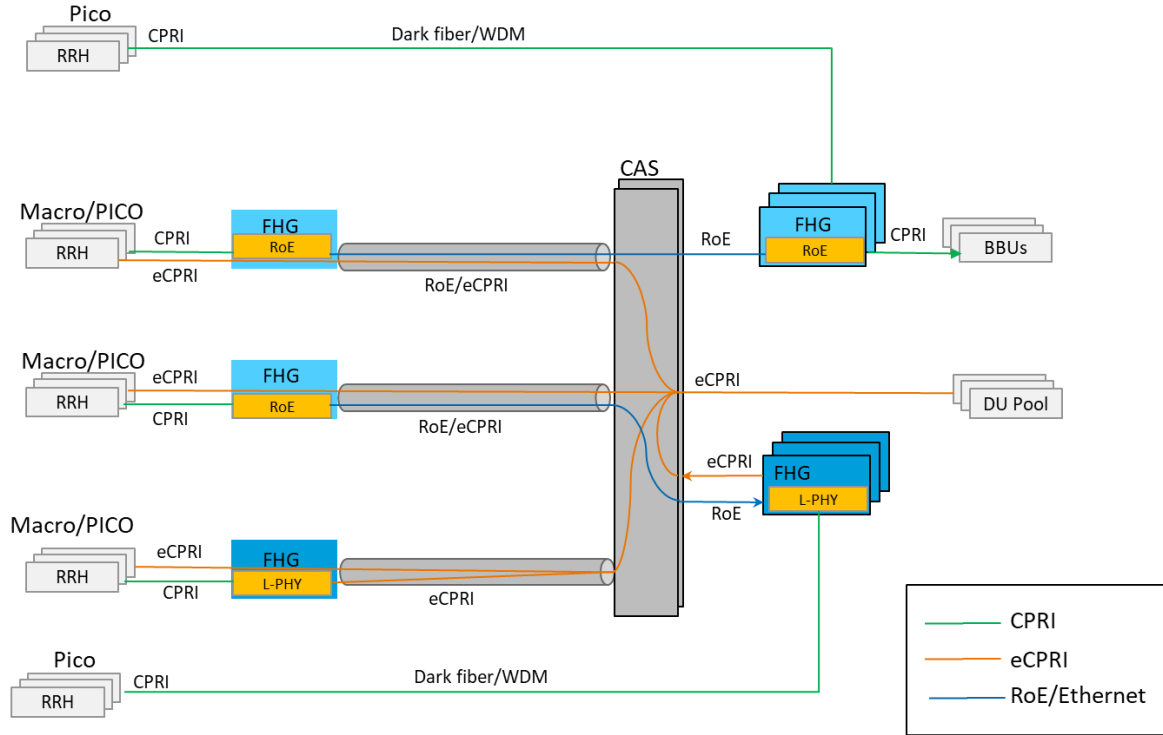 Pico
CPRI
Dark fiber/WDM
RRH
CAS
Macro/PICO
CPRI
FHG
RoE
RRH
eCPRI
RoE/eCPRI
RoE
FHG
RoE
CPRI
BBUs
Macro/PICO
eCPRI
FHG
RoE
RRH
CPRI
RoE/eCPRI
eCPRI
DU Pool
eCPRI
FHG
L-PHY
RoE
Macro/PICO
eCPRI
FHG
L-PHY
RRH
CPRI
eCPRI
Pico
CPRI
Dark fiber/WDM
RRH
CPRI
eCPRI
RoE/Ethernet